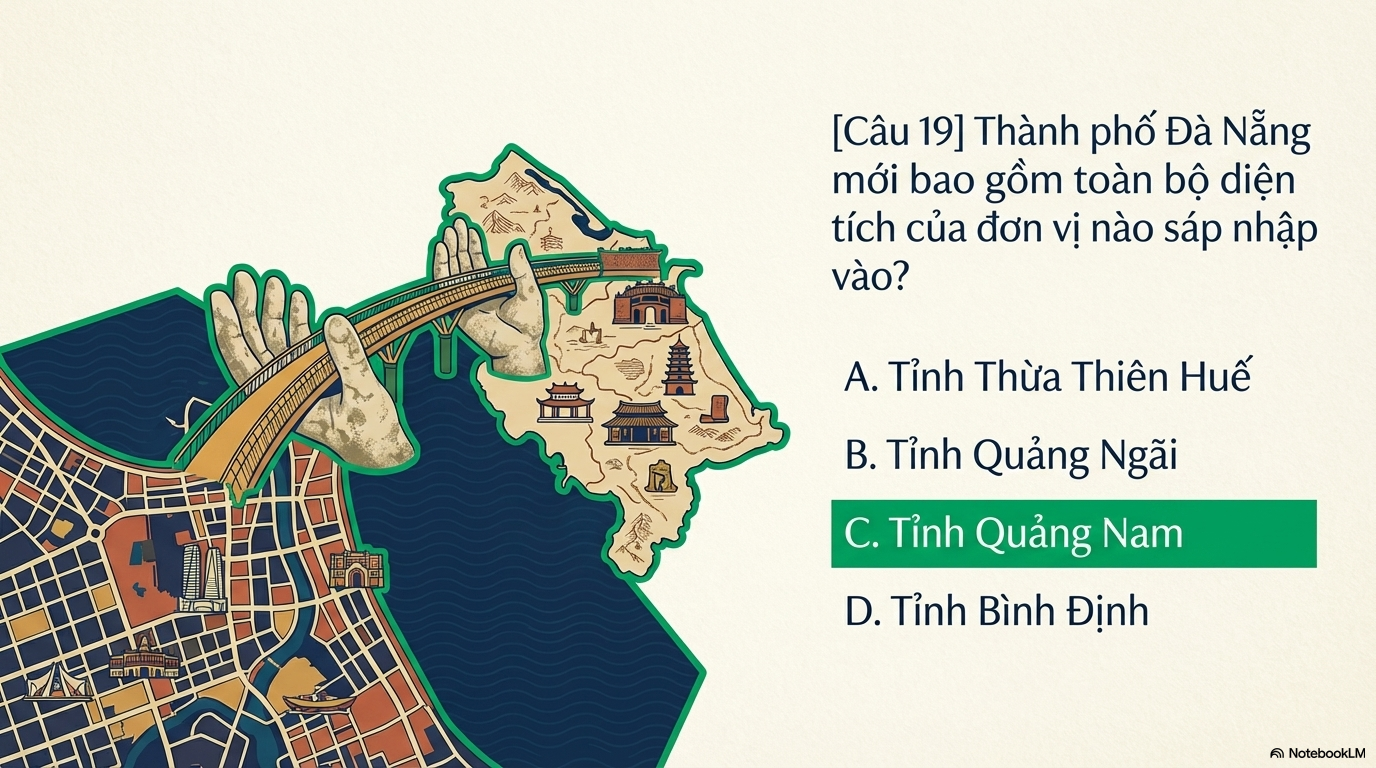 [Câu 19] Thành phố Đà Nẵng
mới bao gồm toàn bộ diện
tích của đơn vị nào sáp nhập
vào?
A. Tỉnh Thừa Thiên Huế
B. Tỉnh Quảng Ngãi
C. Tỉnh Quảng Nam
D. Tỉnh Bình Định
NotebookLM